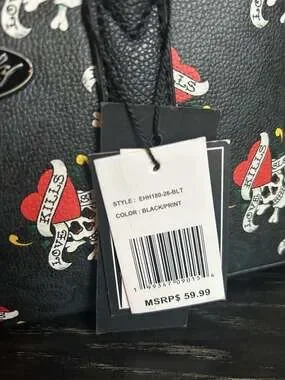 LOVE
KILLS
LOVE
KILLS
KILLS
LOVE
STYLE : EHH180-26-BLT
COLOR : BLACK/PRINT
MSRP$ 59.99